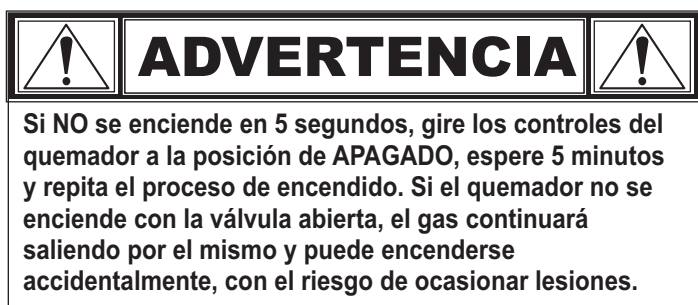 ADVERTENCIA
Si NO se enciende en 5 segundos, gire los controles del
quemador a la posición de APAGADO, espere 5 minutos
y repita el proceso de encendido. Si el quemador no se
enciende con la válvula abierta, el gas continuará
saliendo por el mismo y puede encenderse
accidentalmente, con el riesgo de ocasionar lesiones.